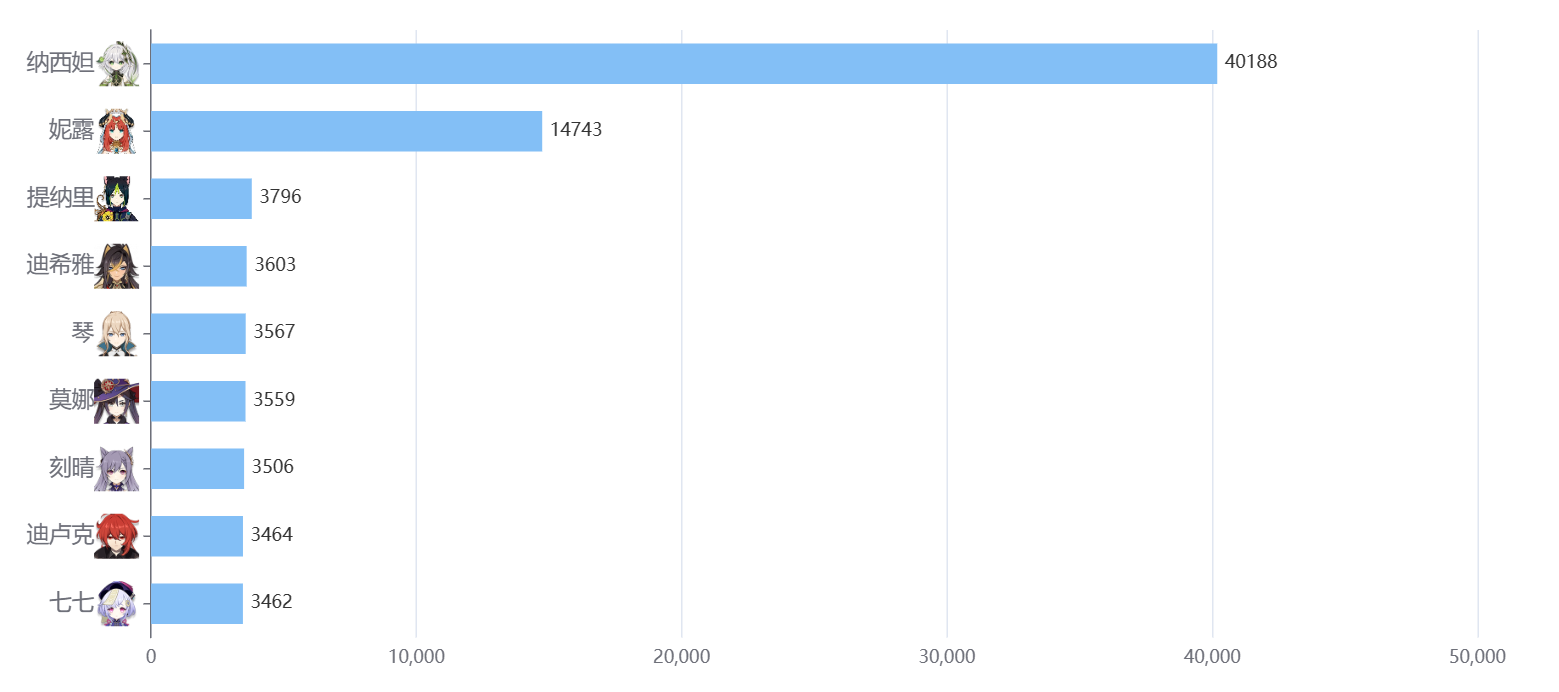 纳西妲 40188
妮露 14743
提纳里 3796
迪希雅 3603
琴 3567
莫娜 3559
刻晴 3506
迪卢克 3464
七七 3462
0 10,000 20,000 30,000 40,000 50,000